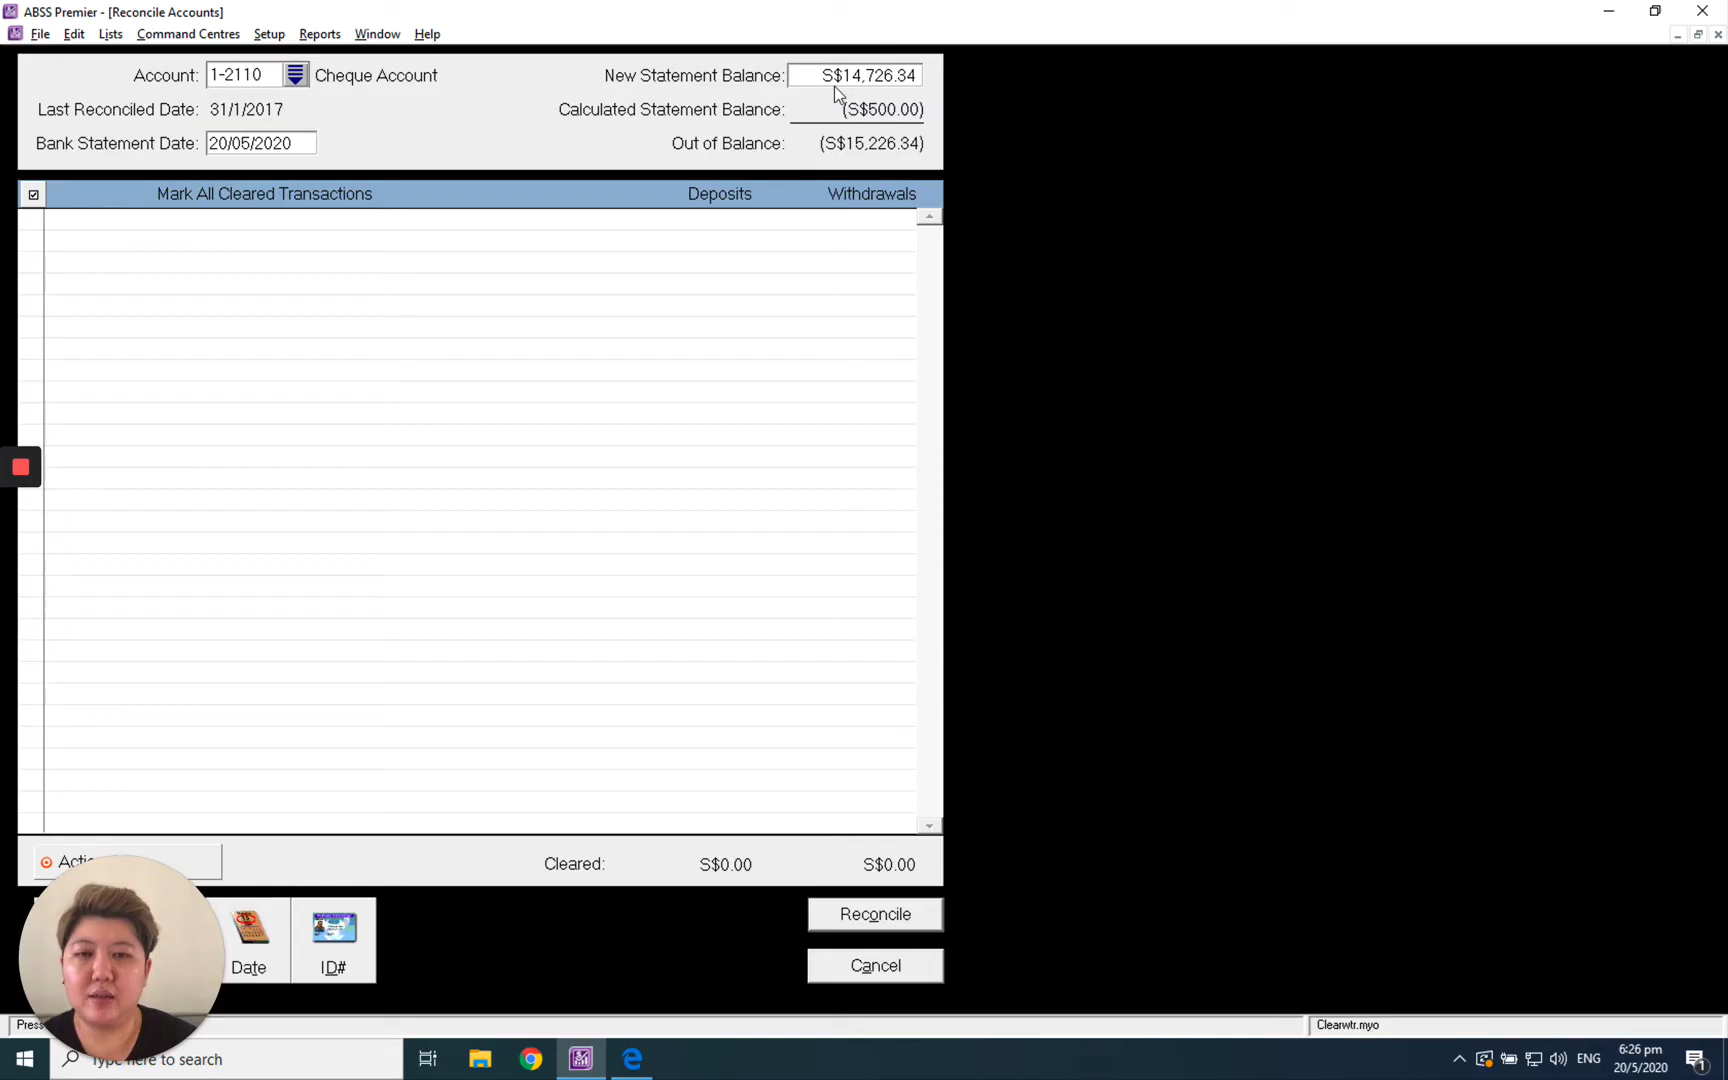 ABSS Premier - [Reconcile Accounts]
File Edit Lists Command Centres Setup Reports Window Help
Account: 1-2110 Cheque Account
New Statement Balance: S$14,726.34
Last Reconciled Date: 31/1/2017
Calculated Statement Balance: (S$500.00)
Bank Statement Date: 20/05/2020
Out of Balance: (S$15,226.34)
Mark All Cleared Transactions Deposits Withdrawals
Cleared: S$0.00 S$0.00
Reconcile
Date ID# Cancel
Press
Clearwtr.myo
here to search
ENG
6:26 pm
20/5/2020
1